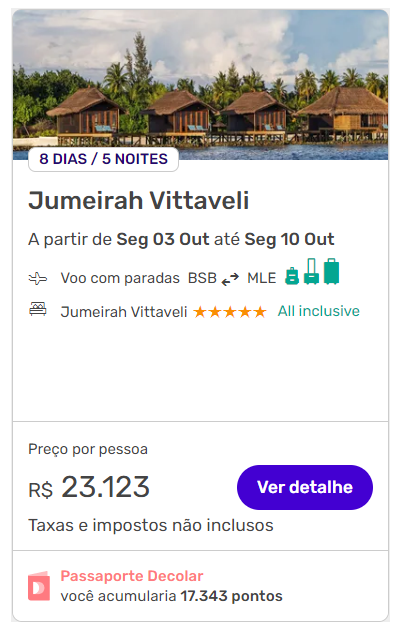 8 DIAS / 5 NOITES
Jumeirah Vittaveli
A partir de Seg 03 Out até Seg 10 Out
Voo com paradas BSB MLE
Jumeirah Vittaveli ★★★★★ All inclusive
Preço por pessoa
R$ 23.123
Ver detalhe
Taxas e impostos não inclusos
Passaporte Decolar
você acumularia 17.343 pontos